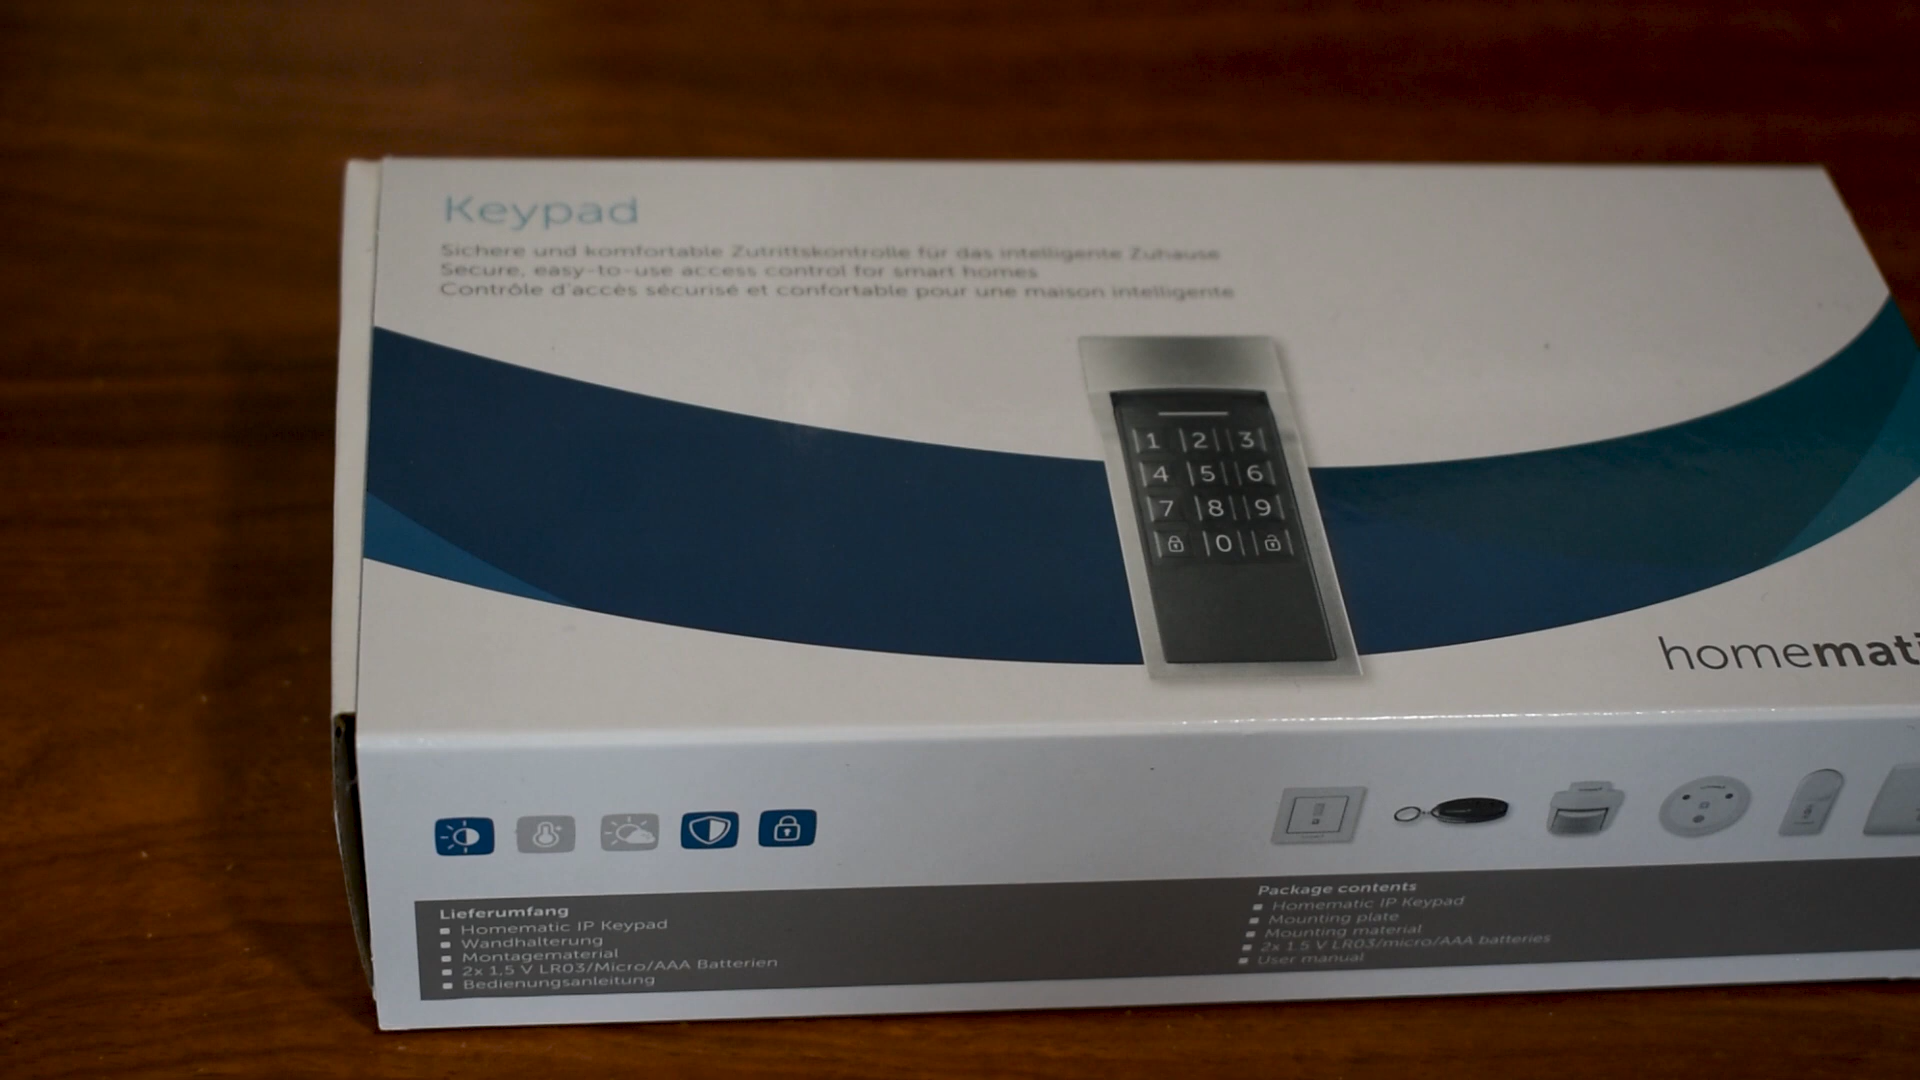 Keypad
Sichere und komfortable Zutrittskontrolle für das intelligente Zuhause
Secure, easy-to-use access control for smart homes
Contrôle d'accès sécurisé et confortable pour une maison intelligente
1 2 3
4 5 6
7 8 9
0
homemati
Lieferumfang
Homematic IP Keypad
Wandhalterung
Montagematerial
2x 1,5 V LR03/Micro/AAA Batterien
Bedienungsanleitung
Package contents
Homematic IP Keypad
Mounting plate
Mounting material
2x 1.5 V LR03/micro/AAA batteries
User manual